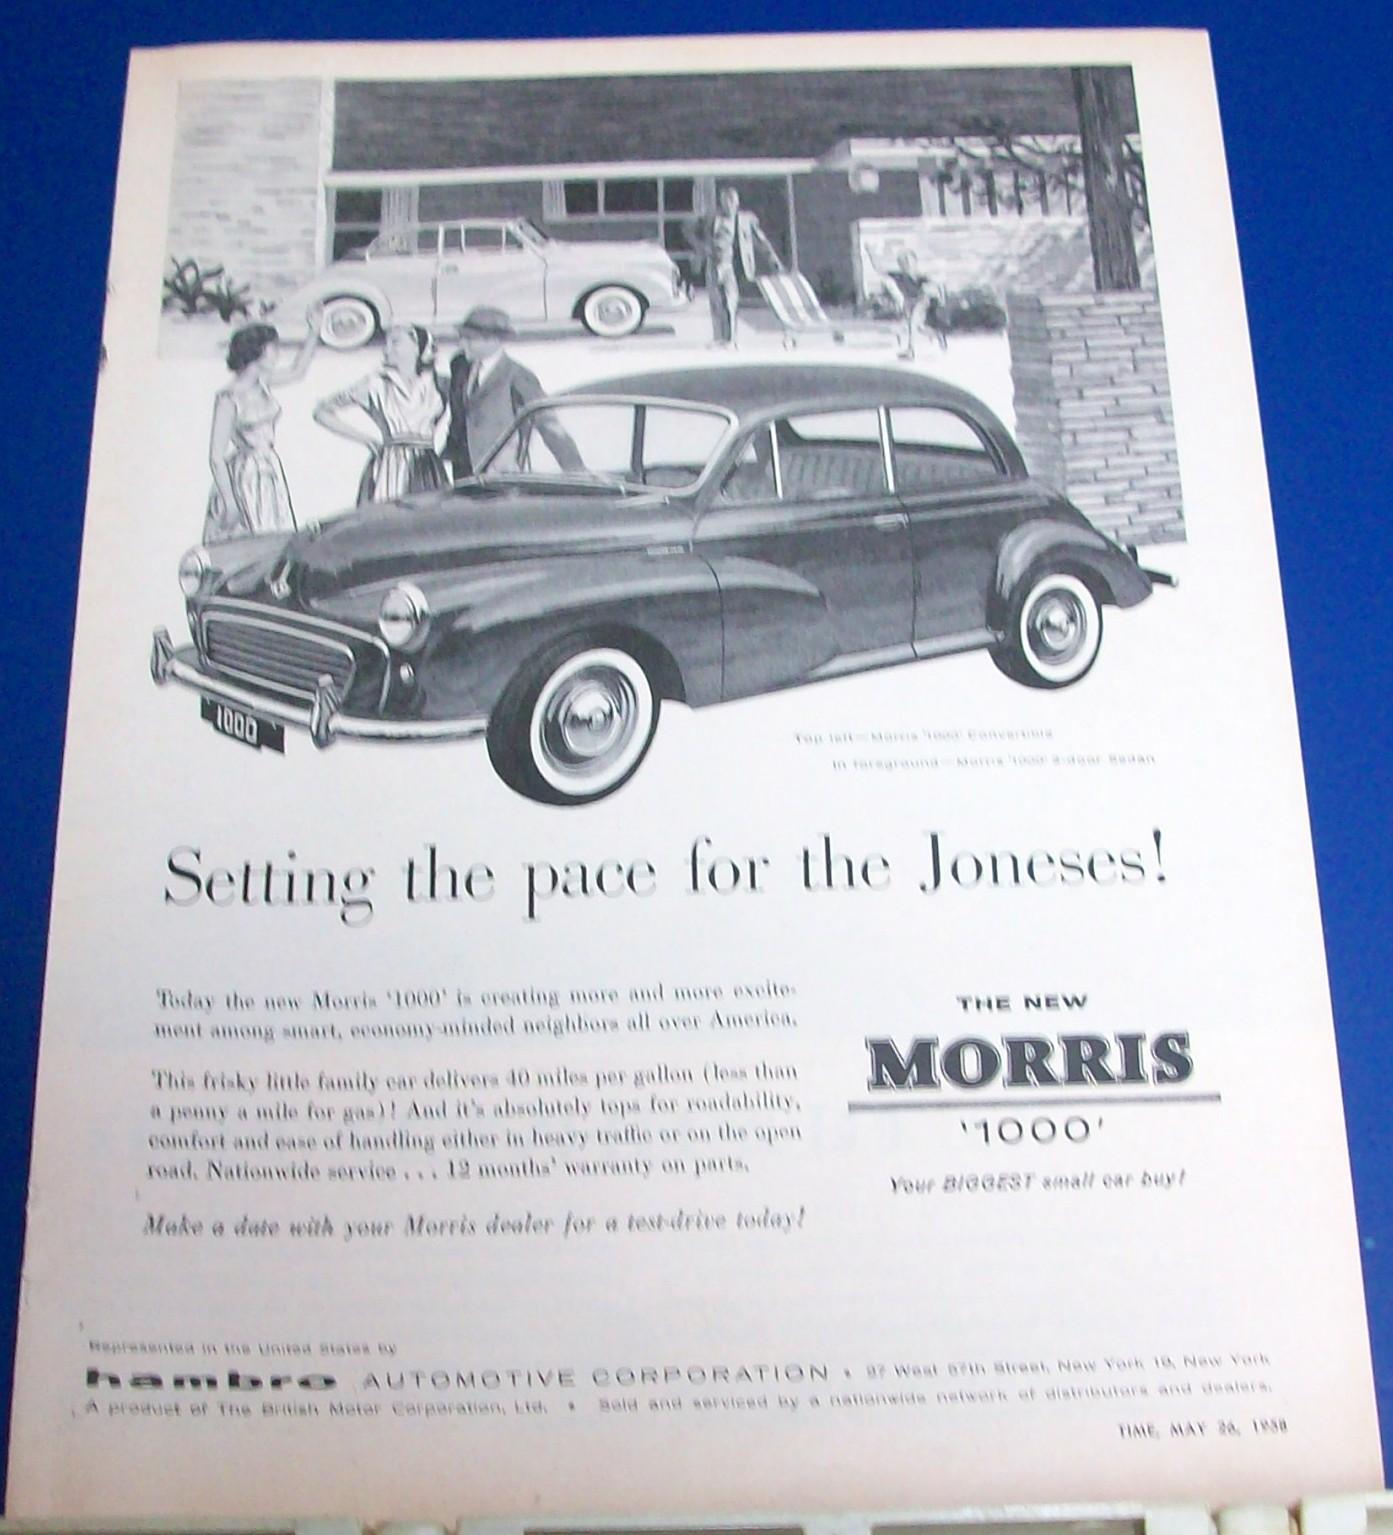 1000
Top left—Morris '1000' Convertible
In foreground—Morris '1000' 2-door Sedan
Setting the pace for the Joneses!
Today the new Morris '1000' is creating more and more excite-
ment among smart, economy-minded neighbors all over America.
This frisky little family car delivers 40 miles per gallon (less than
a penny a mile for gas)! And it's absolutely tops for roadability,
comfort and ease of handling either in heavy traffic or on the open
road. Nationwide service . . . 12 months' warranty on parts.
Make a date with your Morris dealer for a test-drive today!
THE NEW
MORRIS
'1000'
Your BIGGEST small car buy!
Represented in the United States by
hambro AUTOMOTIVE CORPORATION • 27 West 57th Street, New York 19, New York
A product of The British Motor Corporation, Ltd. • Sold and serviced by a nationwide network of distributors and dealers.
TIME, MAY 26, 1958